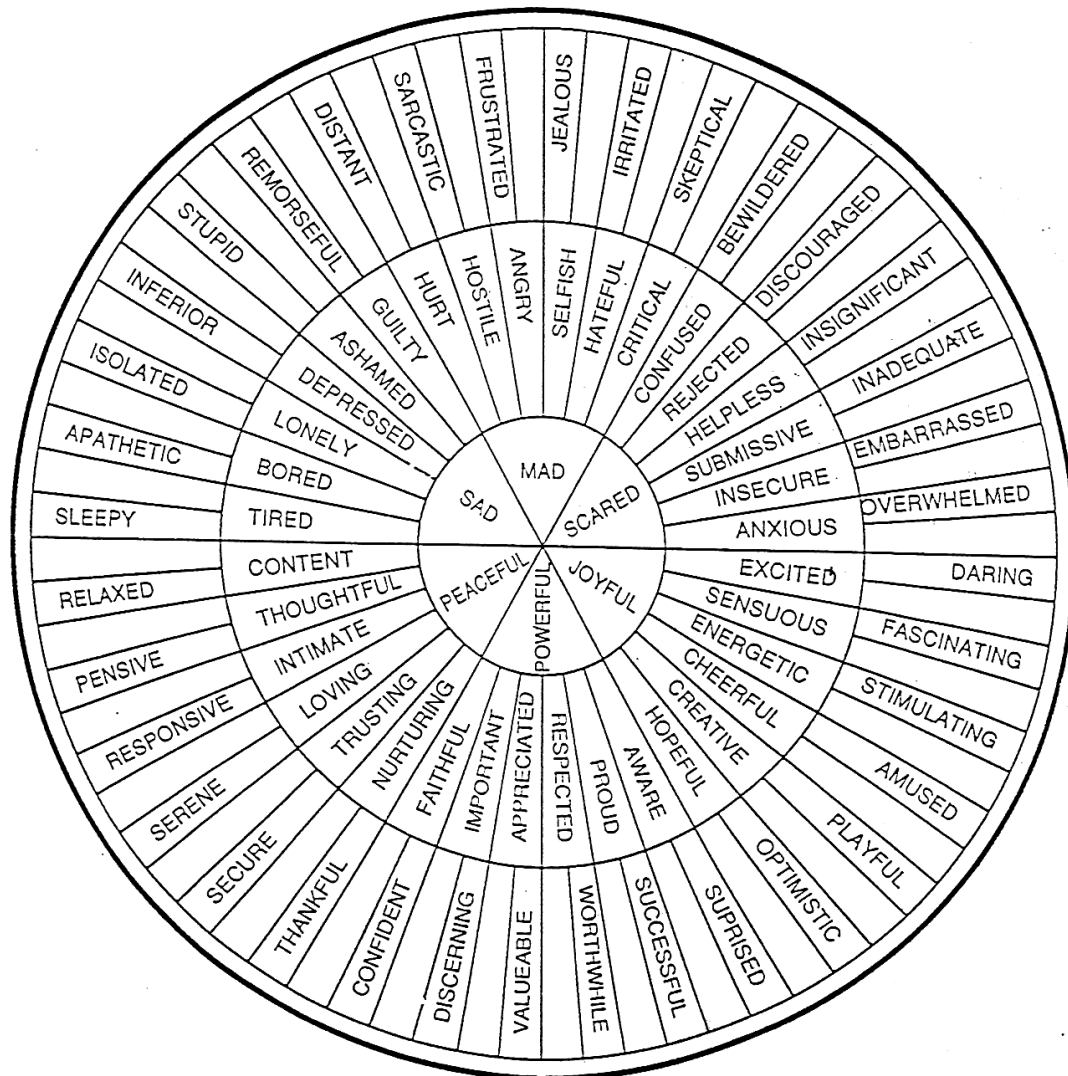 MAD
SCARED
JOYFUL
POWERFUL
PEACEFUL
SAD
HURT
HOSTILE
ANGRY
SELFISH
HATEFUL
CRITICAL
CONFUSED
REJECTED
HELPLESS
SUBMISSIVE
INSECURE
ANXIOUS
EXCITED
SENSUOUS
ENERGETIC
CHEERFUL
CREATIVE
HOPEFUL
AWARE
PROUD
RESPECTED
APPRECIATED
IMPORTANT
FAITHFUL
NURTURING
TRUSTING
LOVING
INTIMATE
THOUGHTFUL
CONTENT
TIRED
BORED
LONELY
DEPRESSED
ASHAMED
GUILTY
DISTANT
SARCASTIC
FRUSTRATED
JEALOUS
IRRITATED
SKEPTICAL
BEWILDERED
DISCOURAGED
INSIGNIFICANT
INADEQUATE
EMBARRASSED
OVERWHELMED
DARING
FASCINATING
STIMULATING
AMUSED
PLAYFUL
OPTIMISTIC
SUPRISED
SUCCESSFUL
WORTHWHILE
VALUEABLE
DISCERNING
CONFIDENT
THANKFUL
SECURE
SERENE
RESPONSIVE
PENSIVE
RELAXED
SLEEPY
APATHETIC
ISOLATED
INFERIOR
STUPID
REMORSEFUL